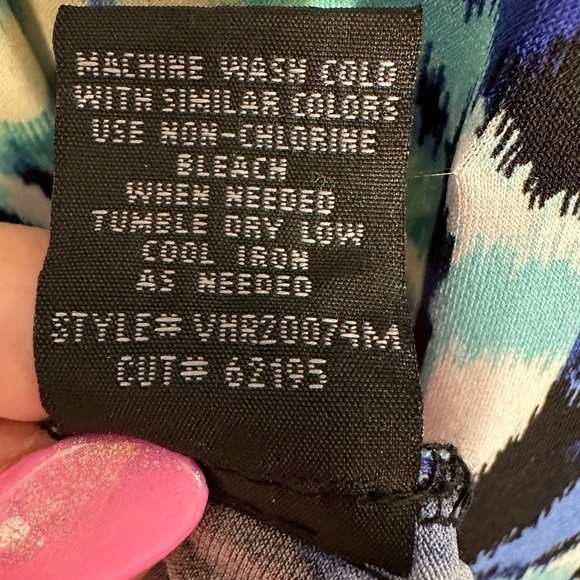 MACHINE WASH COLD
WITH SIMILAR COLORS
USE NON-CHLORINE
BLEACH
WHEN NEEDED
TUMBLE DRY LOW
COOL IRON
AS NEEDED
STYLE# VHR20074M
CUT# 62195